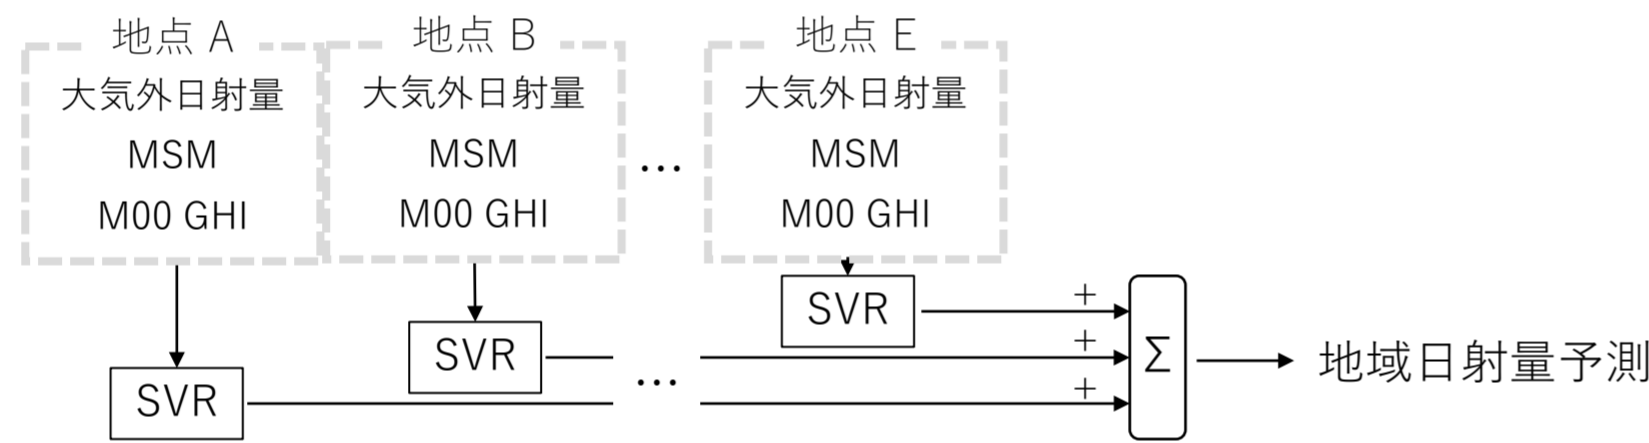 地点 A
大気外日射量
MSM
M00 GHI
地点 B
大気外日射量
MSM
M00 GHI
…
地点 E
大気外日射量
MSM
M00 GHI
SVR
SVR
SVR
…
+
+
+
Σ
地域日射量予測